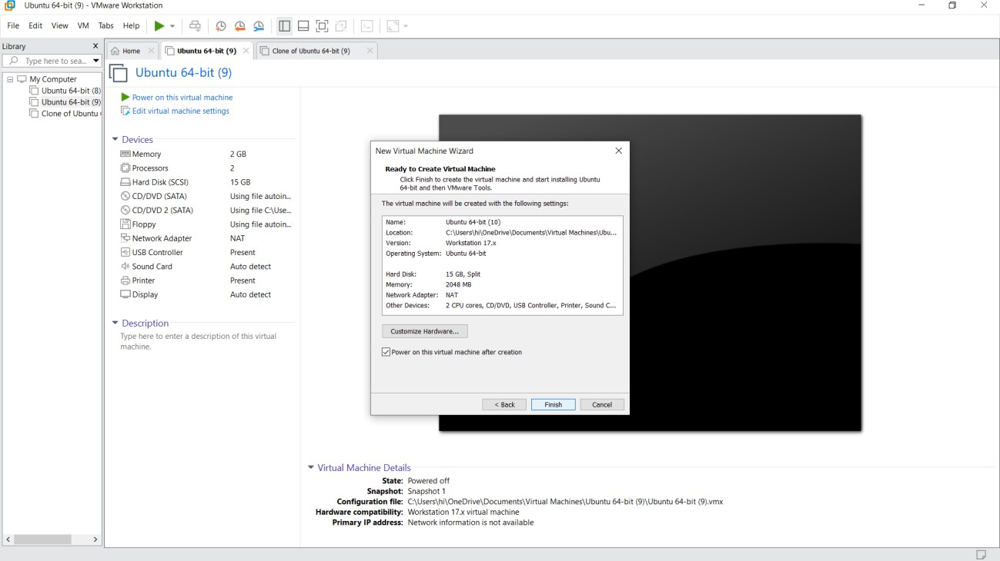 Ubuntu 64-bit (9) - VMware Workstation
File Edit View VM Tabs Help
Library
Type here to sea...
My Computer
Ubuntu 64-bit (8)
Ubuntu 64-bit (9)
Clone of Ubuntu
Home
Ubuntu 64-bit (9)
Clone of Ubuntu 64-bit (9)
Ubuntu 64-bit (9)
Power on this virtual machine
Edit virtual machine settings
Devices
Memory 2 GB
Processors 2
Hard Disk (SCSI) 15 GB
CD/DVD (SATA) Using file autoin...
CD/DVD 2 (SATA) Using file C:\Use...
Floppy Using file autoin...
Network Adapter NAT
USB Controller Present
Sound Card Auto detect
Printer Present
Display Auto detect
Description
Type here to enter a description of this virtual
machine.
New Virtual Machine Wizard
Ready to Create Virtual Machine
Click Finish to create the virtual machine and start installing Ubuntu
64-bit and then VMware Tools.
The virtual machine will be created with the following settings:
Name: Ubuntu 64-bit (10)
Location: C:\Users\hi\OneDrive\Documents\Virtual Machines\Ubu...
Version: Workstation 17.x
Operating System: Ubuntu 64-bit
Hard Disk: 15 GB, Split
Memory: 2048 MB
Network Adapter: NAT
Other Devices: 2 CPU cores, CD/DVD, USB Controller, Printer, Sound C...
Customize Hardware...
Power on this virtual machine after creation
< Back Finish Cancel
Virtual Machine Details
State: Powered off
Snapshot: Snapshot 1
Configuration file: C:\Users\hi\OneDrive\Documents\Virtual Machines\Ubuntu 64-bit (9)\Ubuntu 64-bit (9).vmx
Hardware compatibility: Workstation 17.x virtual machine
Primary IP address: Network information is not available